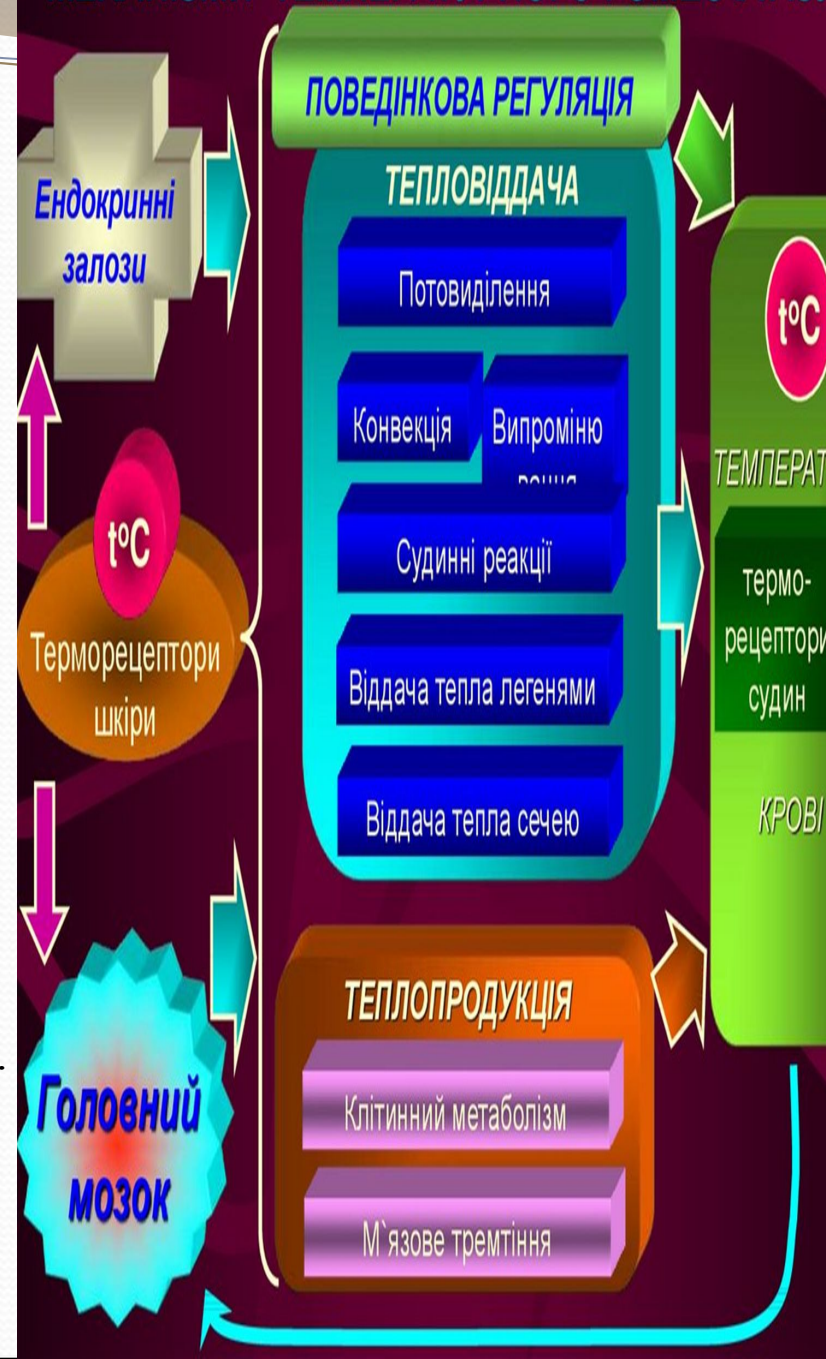 ПОВЕДІНКОВА РЕГУЛЯЦІЯ
Ендокринні
залози
ТЕПЛОВІДДАЧА
Потовиділення
Конвекція
Випроміню
Судинні реакції
Віддача тепла легенями
Віддача тепла сечею
t°C
Терморецептори
шкіри
t°C
ТЕМПЕРАТ
термо-
рецептори
судин
КРОВІ
Головний
мозок
ТЕПЛОПРОДУКЦІЯ
Клітинний метаболізм
М`язове тремтіння